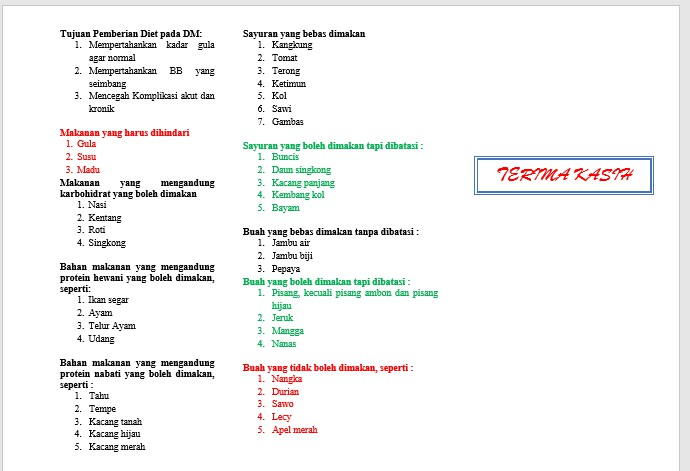 Tujuan Pemberian Diet pada DM:
1. Mempertahankan kadar gula
agar normal
2. Mempertahankan BB yang
seimbang
3. Mencegah Komplikasi akut dan
kronik
Makanan yang harus dihindari
1. Gula
2. Susu
3. Madu
Makanan yang mengandung
karbohidrat yang boleh dimakan
1. Nasi
2. Kentang
3. Roti
4. Singkong
Bahan makanan yang mengandung
protein hewani yang boleh dimakan,
seperti:
1. Ikan segar
2. Ayam
3. Telur Ayam
4. Udang
Bahan makanan yang mengandung
protein nabati yang boleh dimakan,
seperti :
1. Tahu
2. Tempe
3. Kacang tanah
4. Kacang hijau
5. Kacang merah
Sayuran yang bebas dimakan
1. Kangkung
2. Tomat
3. Terong
4. Ketimun
5. Kol
6. Sawi
7. Gambas
Sayuran yang boleh dimakan tapi dibatasi :
1. Buncis
2. Daun singkong
3. Kacang panjang
4. Kembang kol
5. Bayam
Buah yang bebas dimakan tanpa dibatasi :
1. Jambu air
2. Jambu biji
3. Pepaya
Buah yang boleh dimakan tapi dibatasi :
1. Pisang, kecuali pisang ambon dan pisang
hijau
2. Jeruk
3. Mangga
4. Nanas
Buah yang tidak boleh dimakan, seperti :
1. Nangka
2. Durian
3. Sawo
4. Lecy
5. Apel merah
TERIMA KASIH